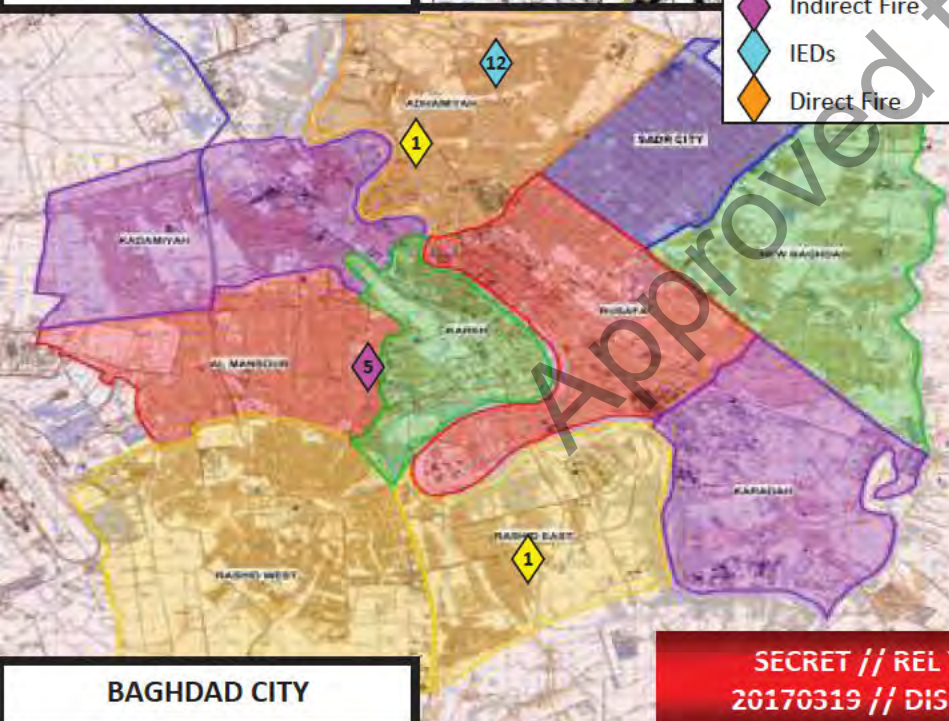 Indirect Fire
IEDs
Direct Fire
12
ADHAMIYAH
1
SADR CITY
KADAMIYAH
NEW BAGHDAD
RUSAFA
KARKH
AL MANSOUR
5
KARADAH
RASHID EAST
1
RASHID WEST
BAGHDAD CITY
SECRET // REL
20170319 // DIS
Approved